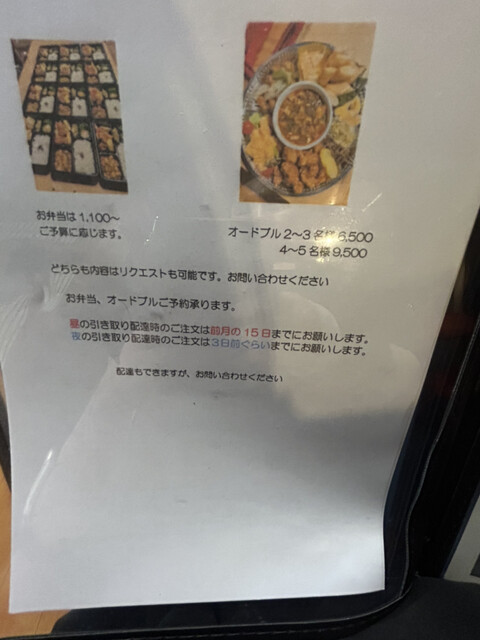 お弁当は1,100～
ご予算に応じます。
オードブル2～3名様6,500
4～5名様9,500
どちらも内容はリクエストも可能です。お問い合わせください
お弁当、オードブルご予約承ります。
昼の引き取り配達時のご注文は前月の15日までにお願いします。
夜の引き取り配達時のご注文は3日前ぐらいまでにお願いします。
配達もできますが、お問い合わせください